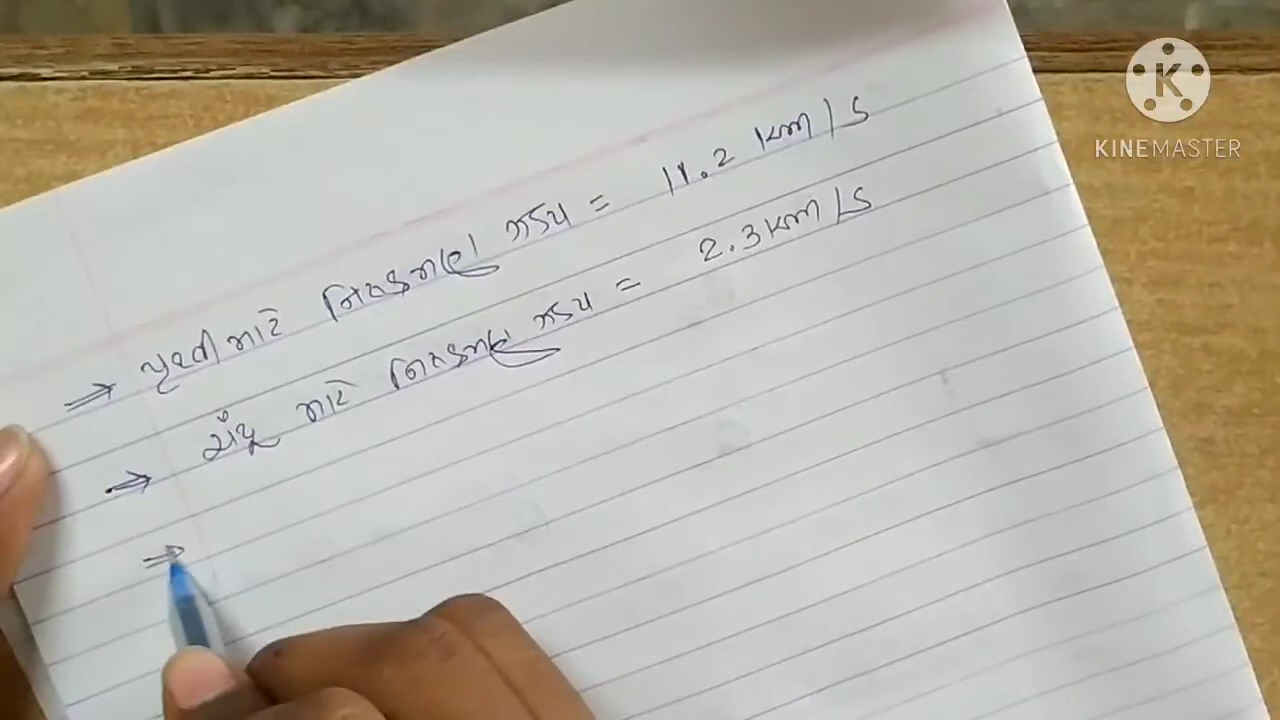 ⇒ પૃથ્વી માટે નિષ્ક્રમણ ઝડપ = 11.2 km/s
⇒ ચંદ્ર માટે નિષ્ક્રમણ ઝડપ = 2.3 km/s
⇒
K
KINEMASTER